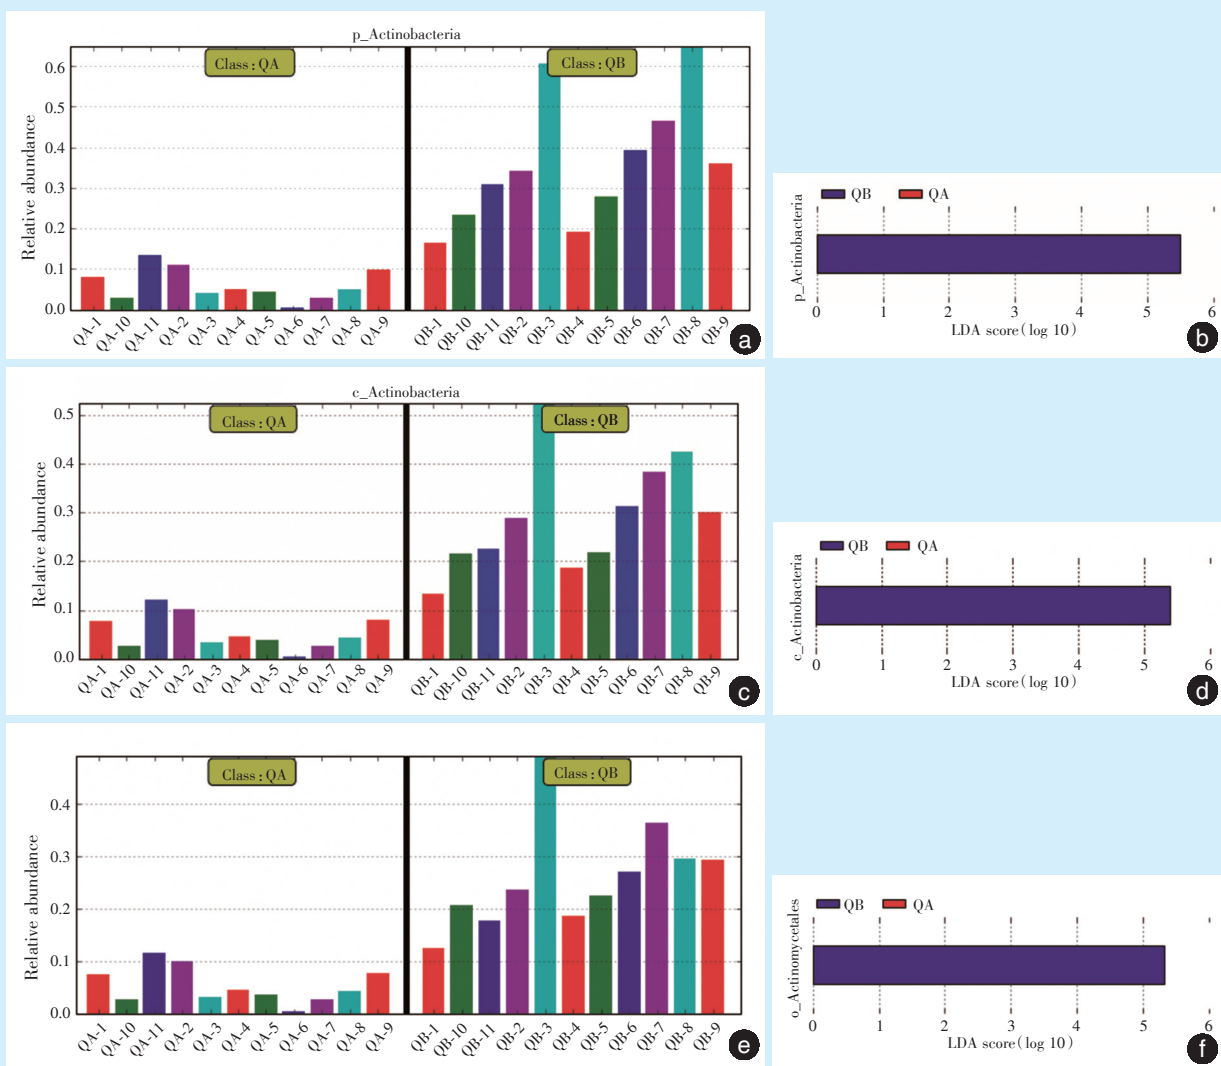 p_Actinobacteria
Class : QA
Class : QB
Relative abundance
0.6
0.5
0.4
0.3
0.2
0.1
0.0
QA-1
QA-10
QA-11
QA-2
QA-3
QA-4
QA-5
QA-6
QA-7
QA-8
QA-9
QB-1
QB-10
QB-11
QB-2
QB-3
QB-4
QB-5
QB-6
QB-7
QB-8
QB-9
a
QB
QA
p_Actinobacteria
0 1 2 3 4 5 6
LDA score(log 10)
b
c_Actinobacteria
Class : QA
Class : QB
Relative abundance
0.5
0.4
0.3
0.2
0.1
0.0
QA-1
QA-10
QA-11
QA-2
QA-3
QA-4
QA-5
QA-6
QA-7
QA-8
QA-9
QB-1
QB-10
QB-11
QB-2
QB-3
QB-4
QB-5
QB-6
QB-7
QB-8
QB-9
c
QB
QA
c_Actinobacteria
0 1 2 3 4 5 6
LDA score(log 10)
d
Class : QA
Class : QB
Relative abundance
0.4
0.3
0.2
0.1
0.0
QA-1
QA-10
QA-11
QA-2
QA-3
QA-4
QA-5
QA-6
QA-7
QA-8
QA-9
QB-1
QB-10
QB-11
QB-2
QB-3
QB-4
QB-5
QB-6
QB-7
QB-8
QB-9
e
QB
QA
o_Actinomycetales
0 1 2 3 4 5 6
LDA score(log 10)
f